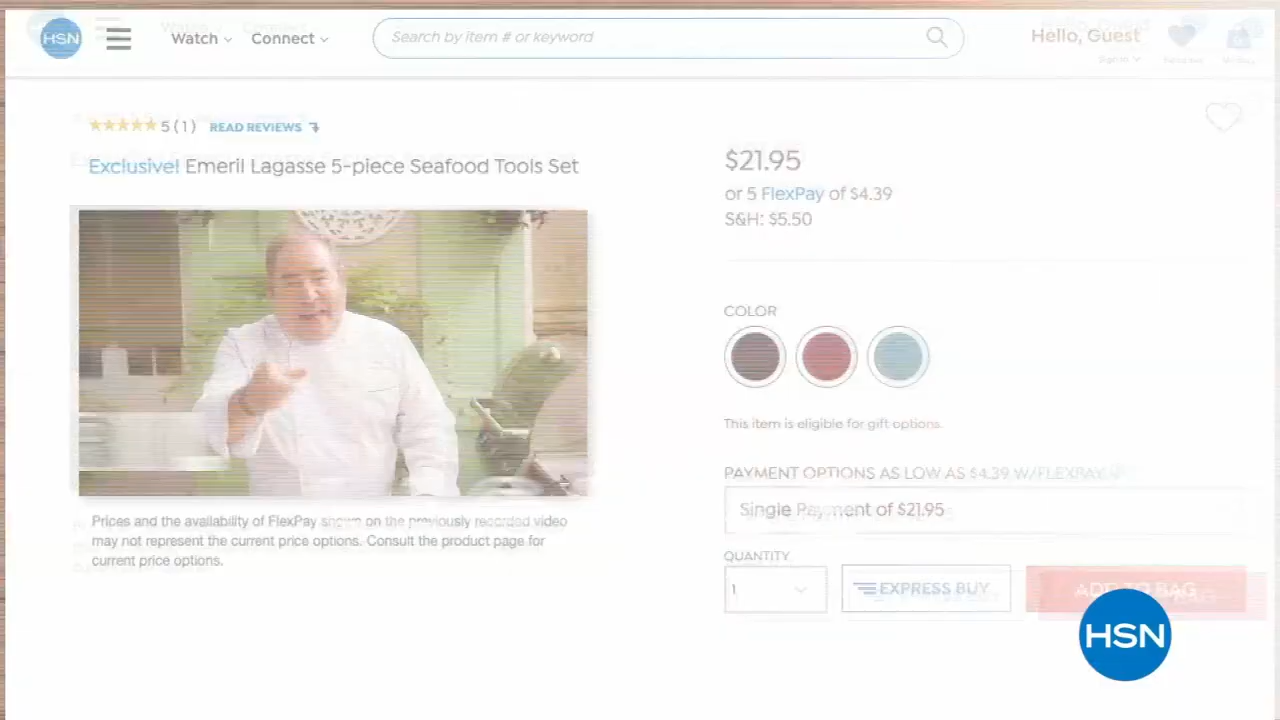 HSN
Watch
Connect
Search by item # or keyword
Hello, Guest
Sign In
5 (1) READ REVIEWS
Exclusive! Emeril Lagasse 5-piece Seafood Tools Set
$21.95
or 5 FlexPay of $4.39
S&H: $5.50
COLOR
This item is eligible for gift options.
PAYMENT OPTIONS AS LOW AS $4.39 W/FLEXPAY
Single Payment of $21.95
Prices and the availability of FlexPay shown on the previously recorded video
may not represent the current price options. Consult the product page for
current price options.
QUANTITY
1
EXPRESS BUY
ADD TO BAG
HSN